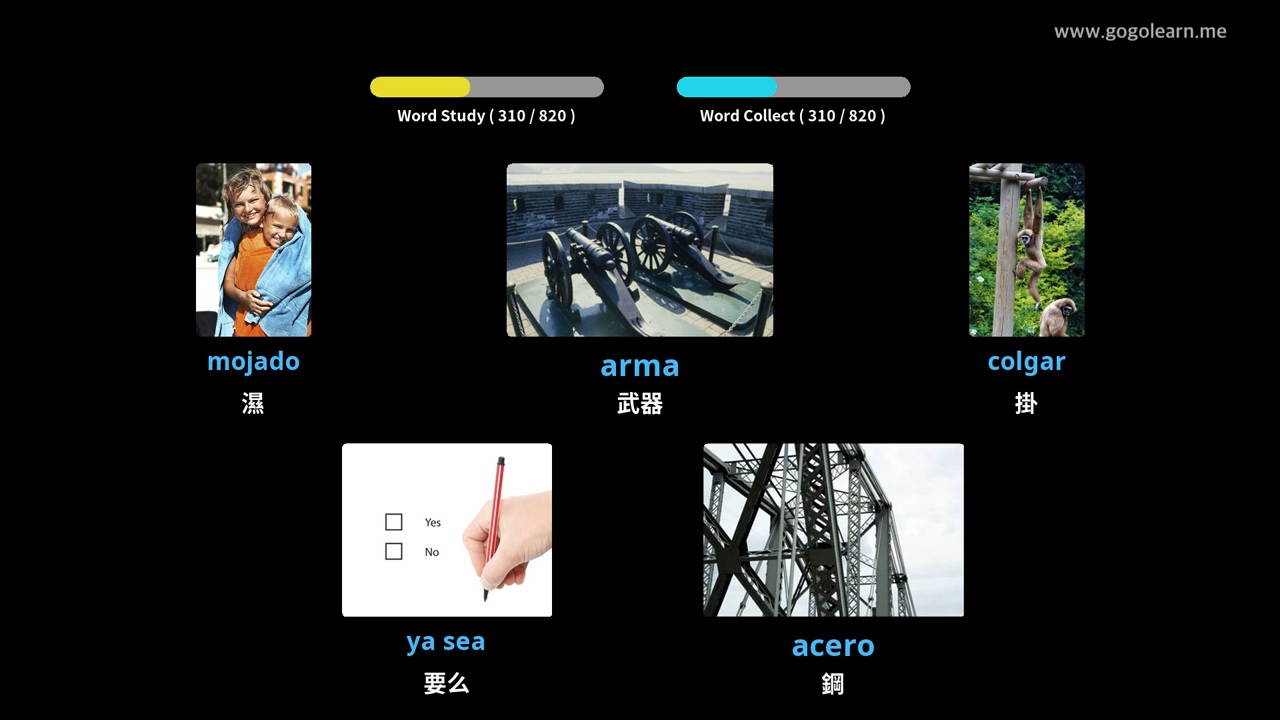 www.gogolearn.me
Word Study ( 310 / 820 )
Word Collect ( 310 / 820 )
mojado
濕
arma
武器
colgar
掛
Yes
No
ya sea
要么
acero
鋼